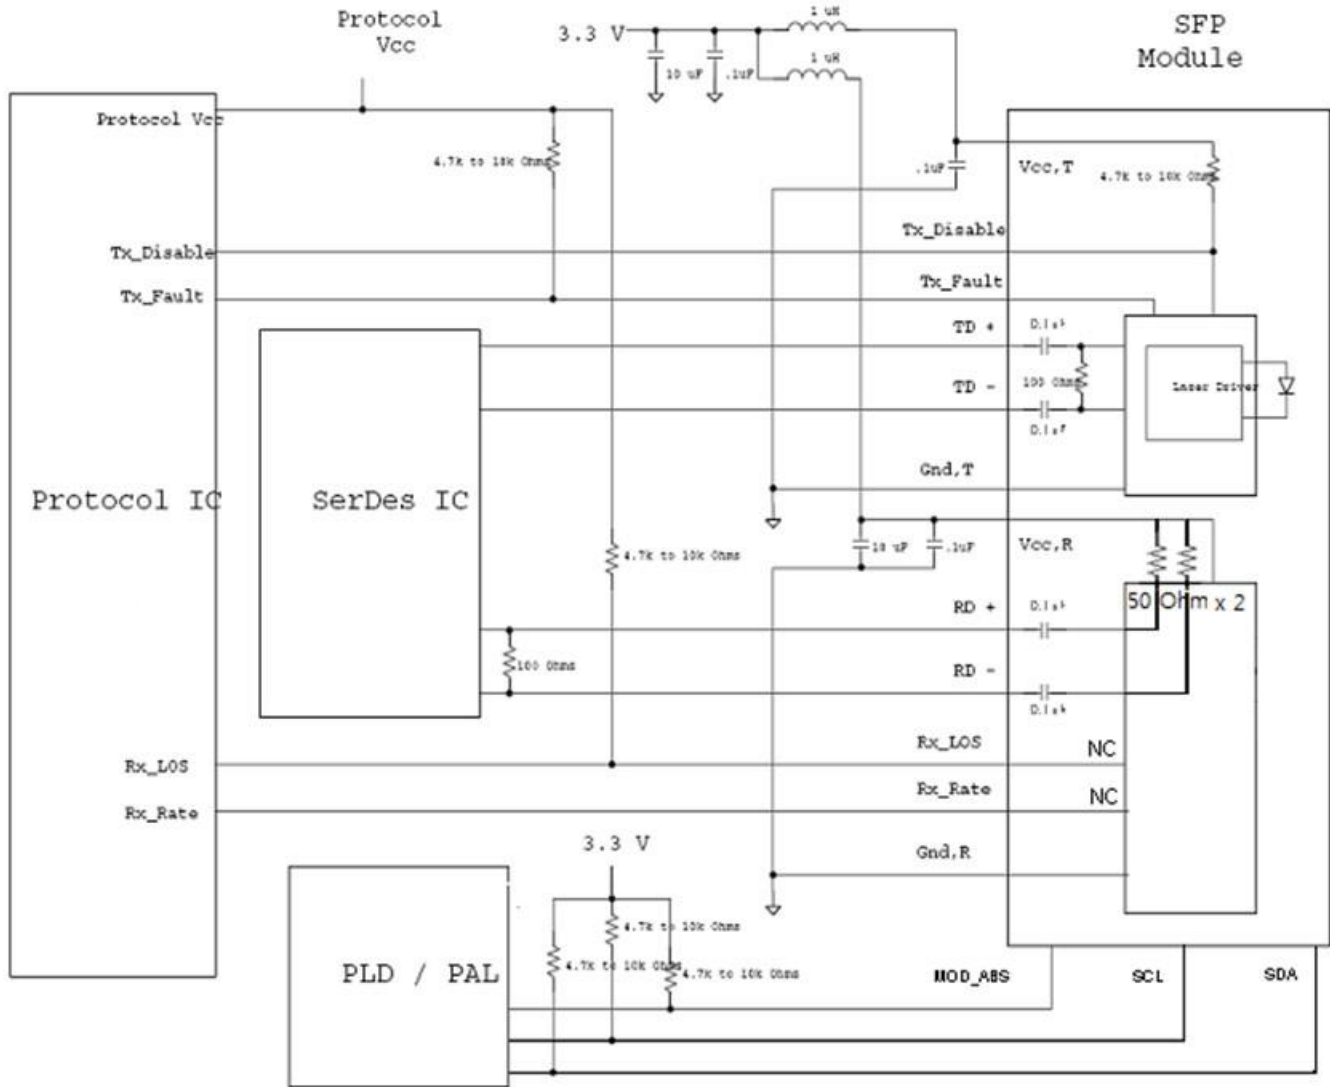 Protocol
Vcc
3.3 V
1 uH
1 uH
10 uF
.1uF
SFP
Module
Protocol Vcc
4.7k to 10k Ohms
.1uF
Vcc,T
4.7k to 10k Ohms
Tx_Disable
Tx_Disable
Tx_Fault
Tx_Fault
TD +
TD -
100 Ohms
Laser Driver
Gnd,T
Protocol IC
SerDes IC
4.7k to 10k Ohms
10 uF
.1uF
Vcc,R
50 Ohm x 2
RD +
100 Ohms
RD -
Rx_LOS
Rx_LOS
NC
Rx_Rate
Rx_Rate
NC
3.3 V
Gnd,R
4.7k to 10k Ohms
4.7k to 10k Ohms
4.7k to 10k Ohms
PLD / PAL
MOD_ABS
SCL
SDA